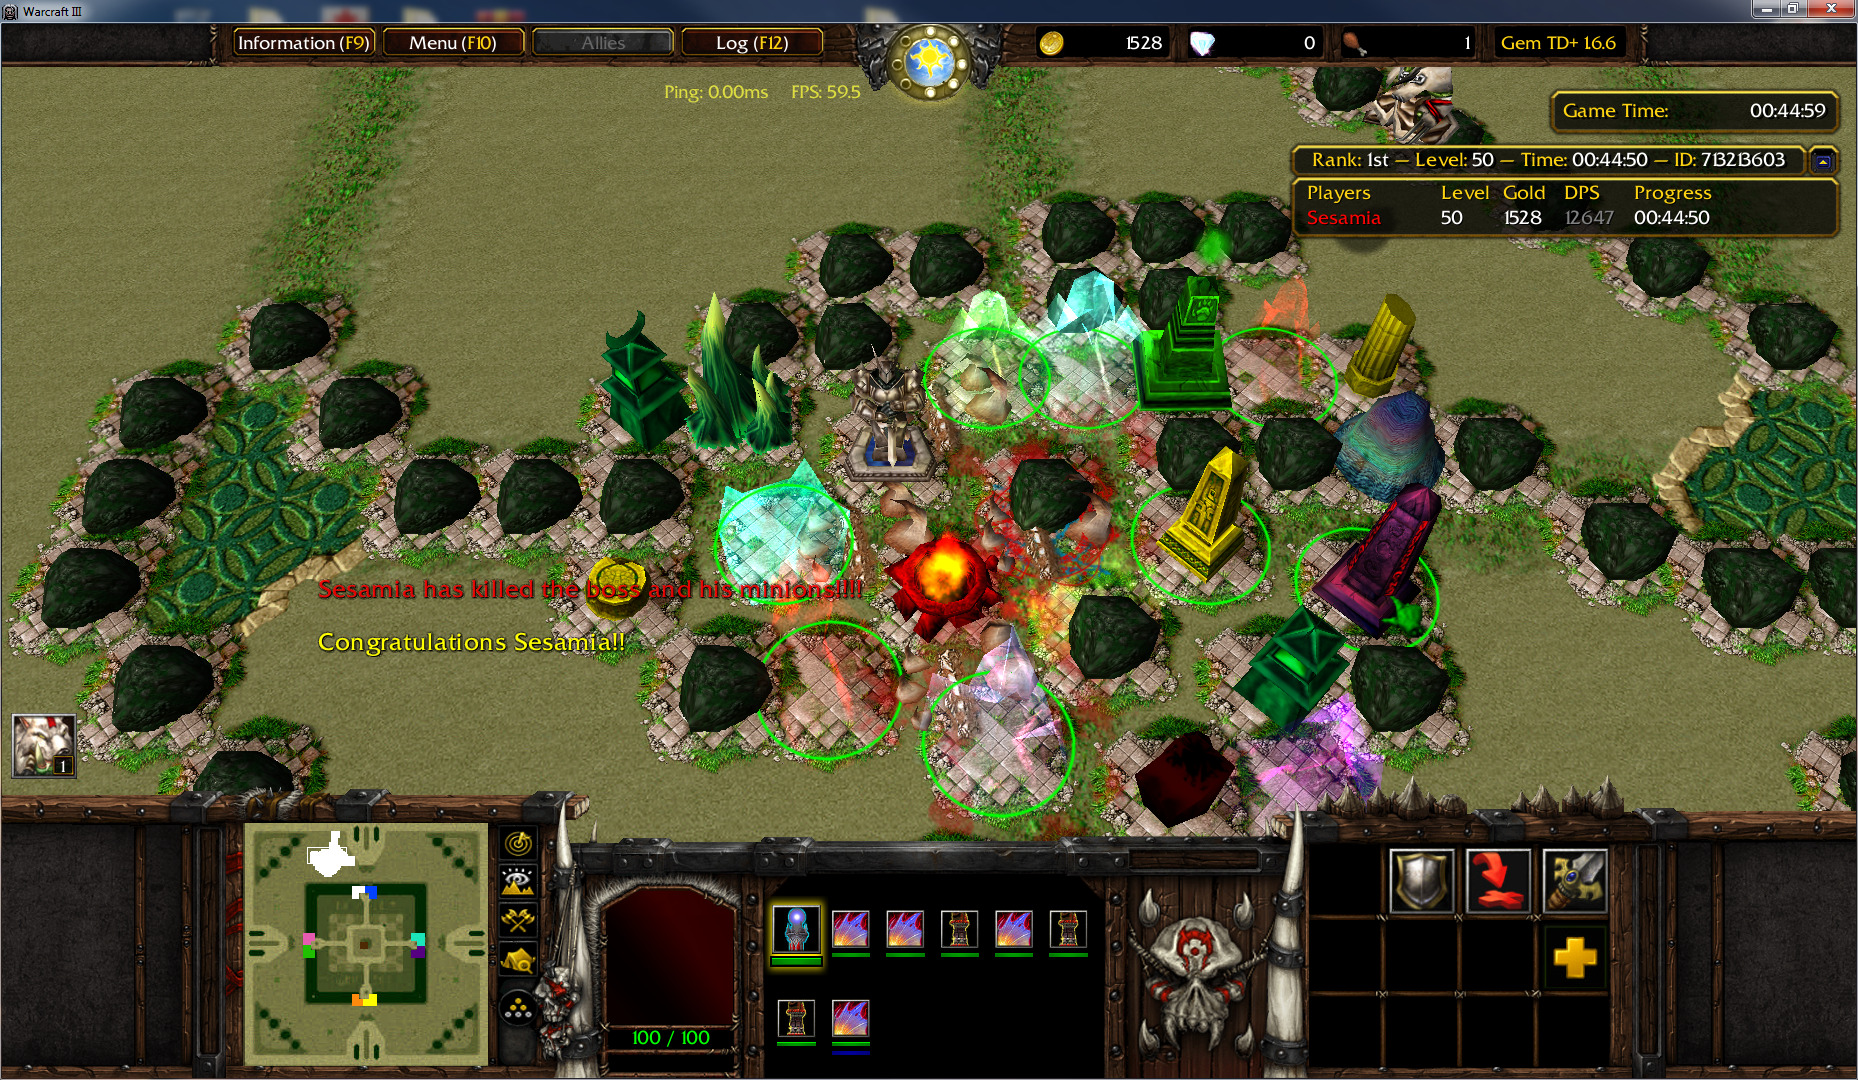 Warcraft III
Information (F9)
Menu (F10)
Allies
Log (F12)
1528
0
1
Gem TD+ 1.6.6
Ping: 0.00ms FPS: 59.5
Game Time: 00:44:59
Rank: 1st — Level: 50 — Time: 00:44:50 — ID: 713213603
Players Level Gold DPS Progress
Sesamia 50 1528 12647 00:44:50
Sesamia has killed the boss and his minions!!!!
Congratulations Sesamia!!
1
100 / 100